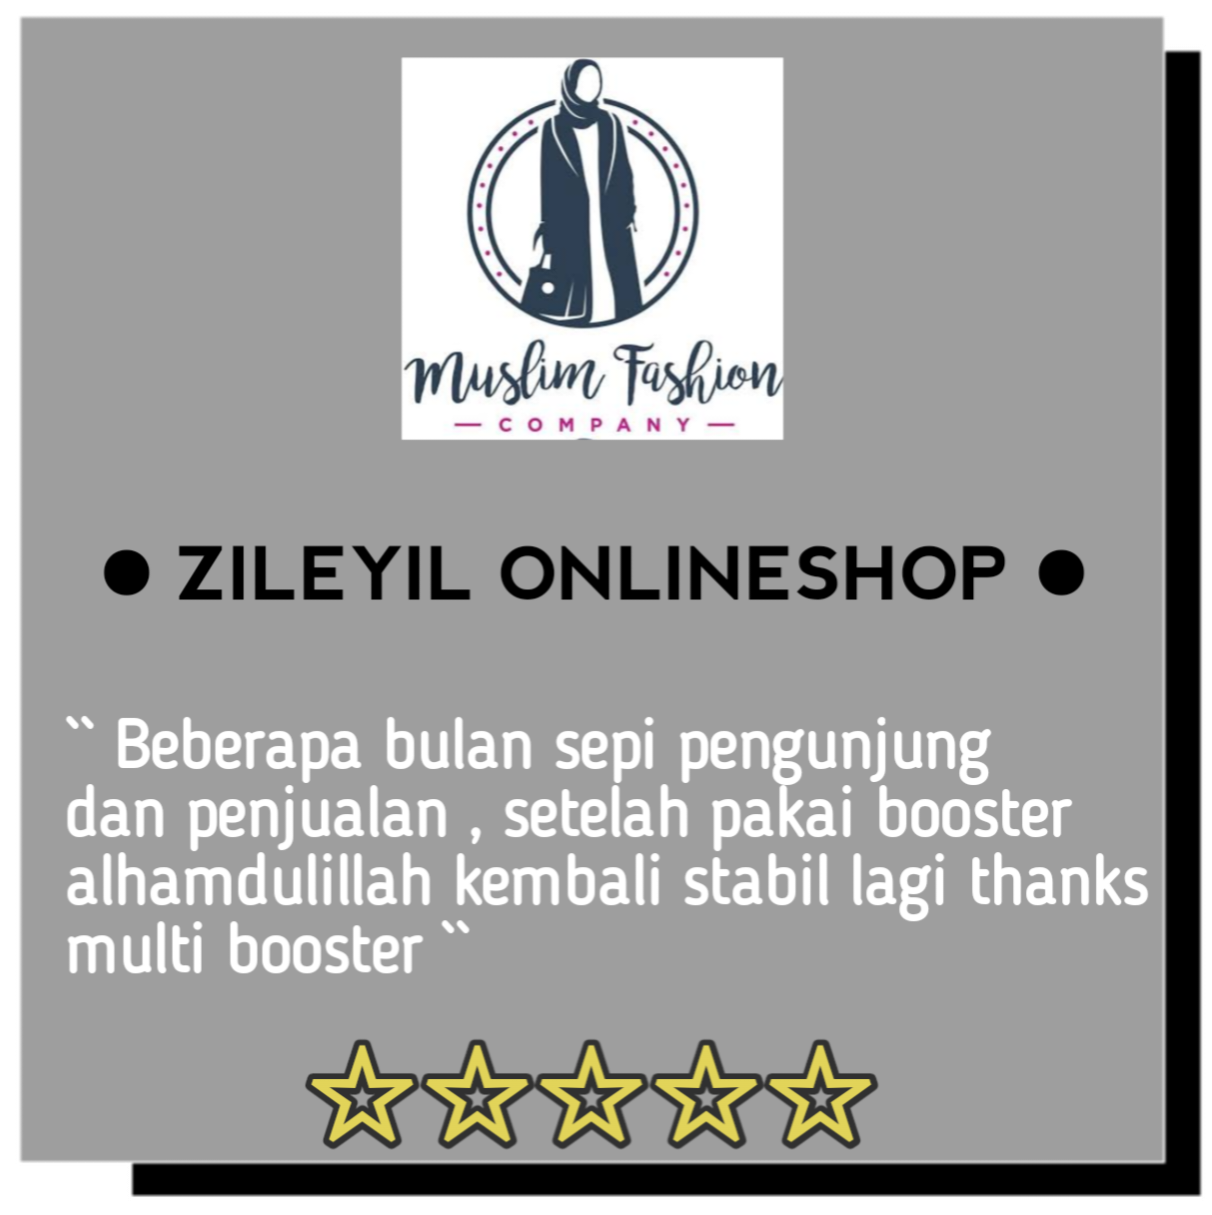 Muslim Fashion
— COMPANY —
● ZILEYIL ONLINESHOP ●
`` Beberapa bulan sepi pengunjung
dan penjualan , setelah pakai booster
alhamdulillah kembali stabil lagi thanks
multi booster ``